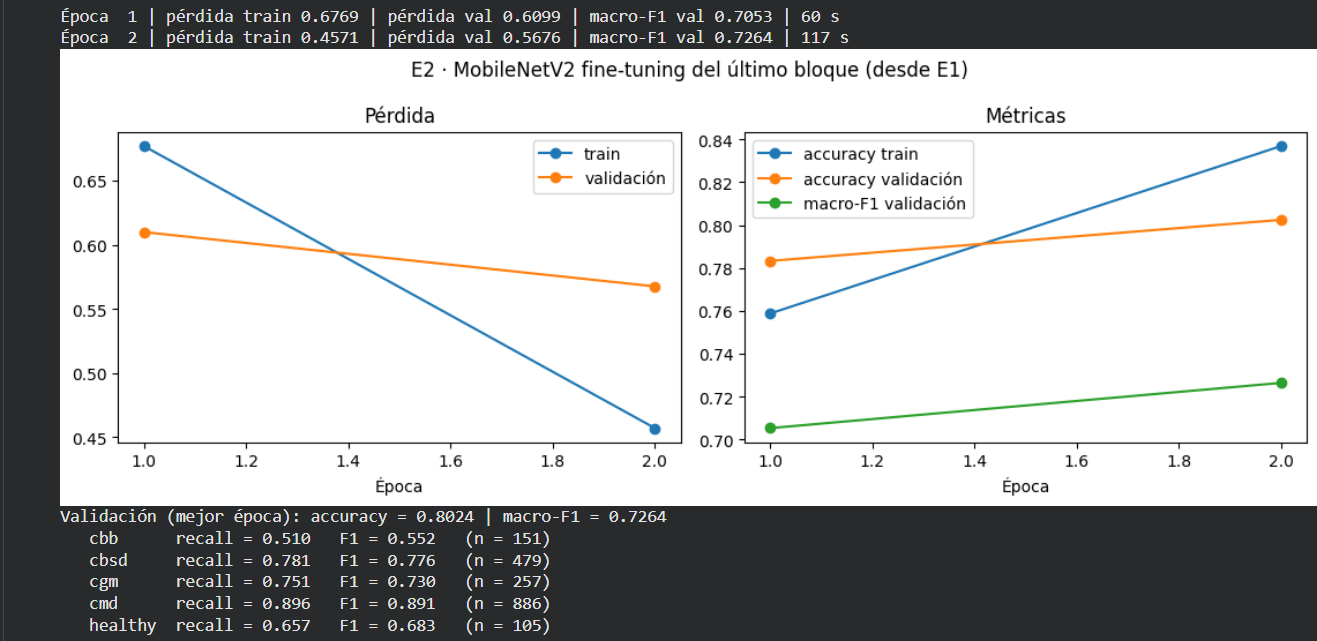 Época  1 | pérdida train 0.6769 | pérdida val 0.6099 | macro-F1 val 0.7053 | 60 s
Época  2 | pérdida train 0.4571 | pérdida val 0.5676 | macro-F1 val 0.7264 | 117 s
E2 · MobileNetV2 fine-tuning del último bloque (desde E1)
Pérdida
train
validación
0.65
0.60
0.55
0.50
0.45
1.0 1.2 1.4 1.6 1.8 2.0
Época
Métricas
accuracy train
accuracy validación
macro-F1 validación
0.84
0.82
0.80
0.78
0.76
0.74
0.72
0.70
1.0 1.2 1.4 1.6 1.8 2.0
Época
Validación (mejor época): accuracy = 0.8024 | macro-F1 = 0.7264
cbb      recall = 0.510   F1 = 0.552   (n = 151)
cbsd     recall = 0.781   F1 = 0.776   (n = 479)
cgm      recall = 0.751   F1 = 0.730   (n = 257)
cmd      recall = 0.896   F1 = 0.891   (n = 886)
healthy  recall = 0.657   F1 = 0.683   (n = 105)